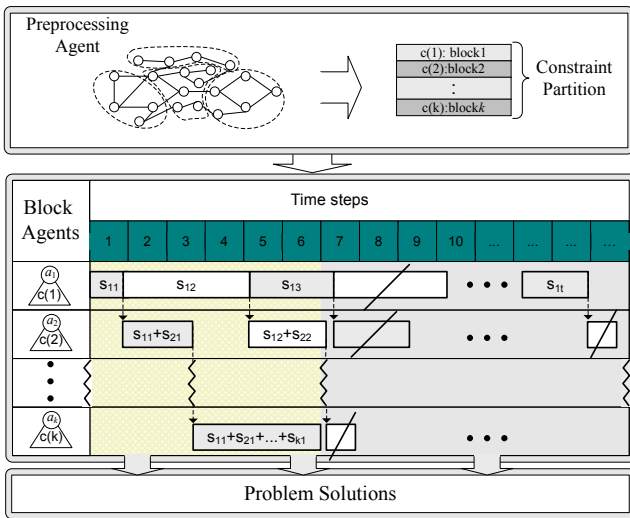 Preprocessing
Agent
c(1): block1
c(2):block2
:
c(k):blockk
Constraint
Partition
Block
Agents
Time steps
1 2 3 4 5 6 7 8 9 10 ... ... ... ...
a1
c(1)
s11 s12 s13 s1t
a2
c(2)
s11+s21 s12+s22
ak
c(k)
s11+s21+...+sk1
Problem Solutions